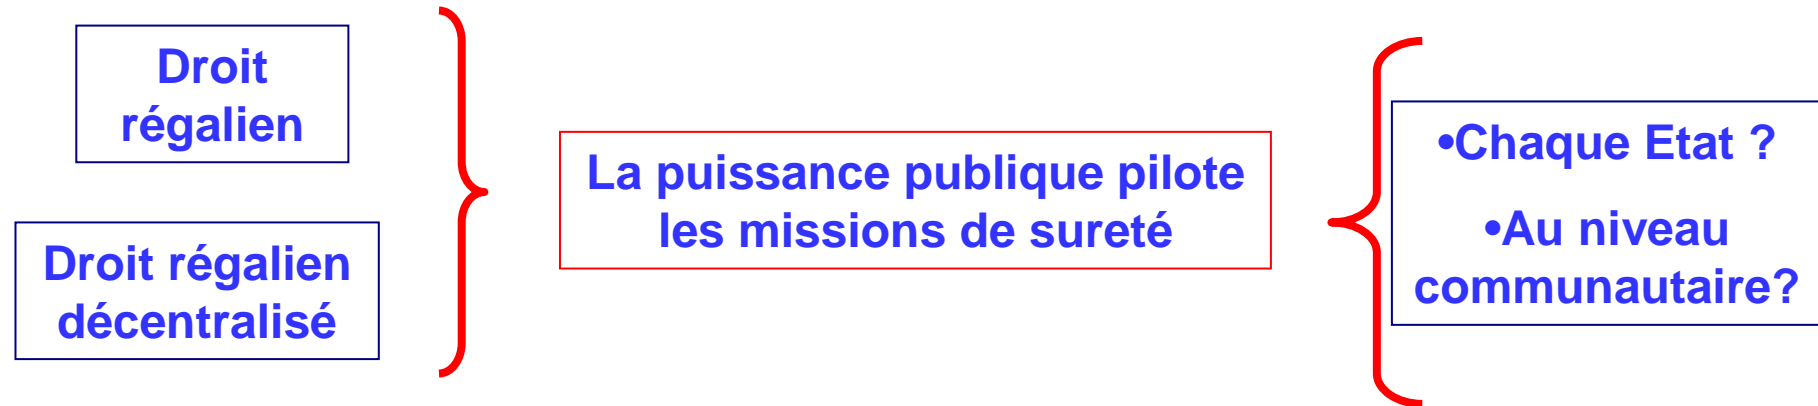 Droit
régalien
Droit régalien
décentralisé
La puissance publique pilote
les missions de sureté
•Chaque Etat ?
•Au niveau
communautaire?